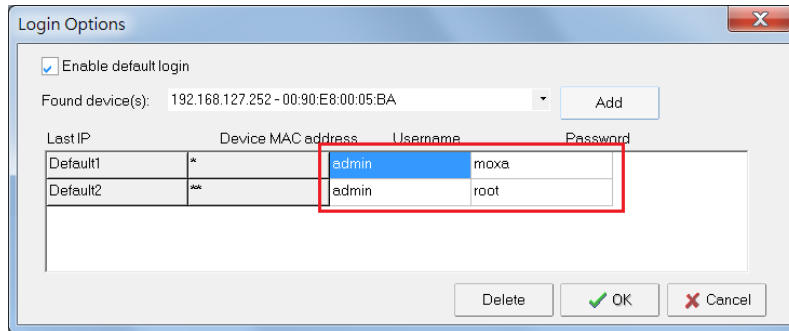 Login Options
Enable default login
Found device(s): 192.168.127.252 - 00:90:E8:00:05:BA Add
Last IP Device MAC address Username Password
Default1 * admin moxa
Default2 ** admin root
Delete OK Cancel